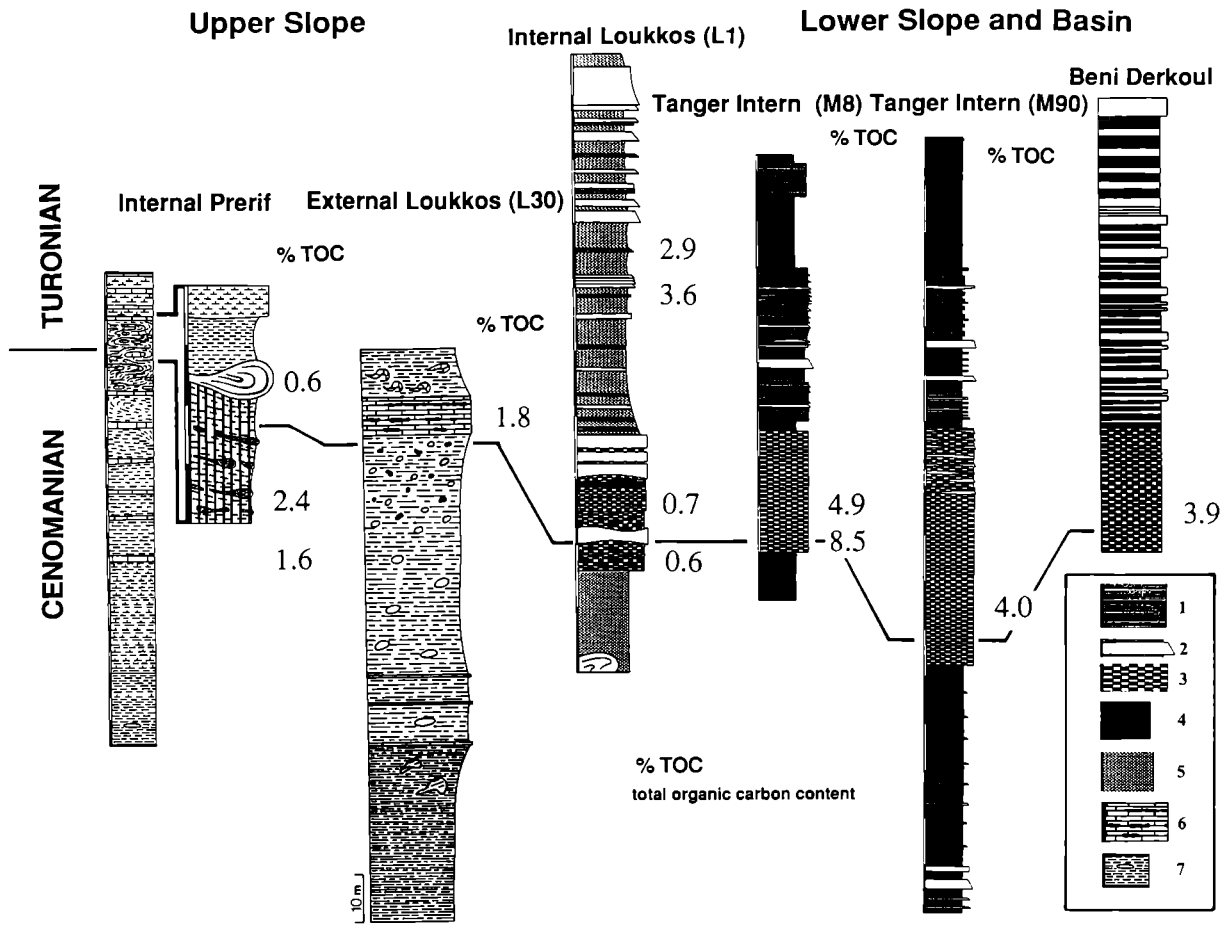 Upper Slope
Lower Slope and Basin
Internal Loukkos (L1)
Beni Derkoul
Tanger Intern (M8)
Tanger Intern (M90)
% TOC
% TOC
Internal Prerif
External Loukkos (L30)
% TOC
% TOC
TURONIAN
CENOMANIAN
2.9
3.6
0.6
1.8
2.4
1.6
0.7
0.6
4.9
8.5
4.0
3.9
% TOC
total organic carbon content
10 m
1
2
3
4
5
6
7